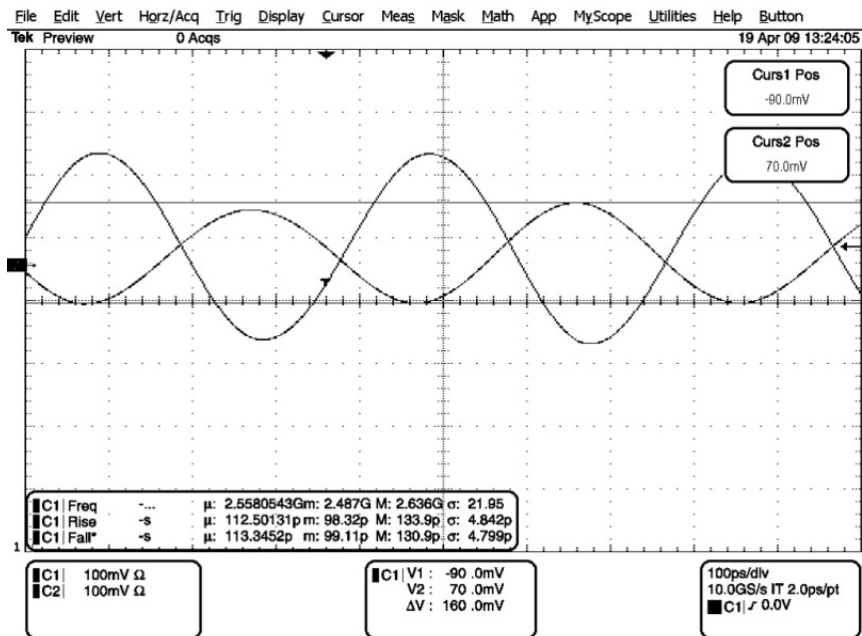 File Edit Vert Horz/Acq Trig Display Cursor Meas Mask Math App MyScope Utilities Help Button
Tek Preview 0 Acqs 19 Apr 09 13:24:05
Curs1 Pos
-90.0mV
Curs2 Pos
70.0mV
C1 Freq -... µ: 2.5580543Gm: 2.487G M: 2.636G σ: 21.95
C1 Rise -s µ: 112.50131p m: 98.32p M: 133.9p σ: 4.842p
C1 Fall* -s µ: 113.3452p m: 99.11p M: 130.9p σ: 4.799p
1
C1 100mV Ω
C2 100mV Ω
C1 V1 : -90 .0mV
V2 : 70 .0mV
ΔV : 160 .0mV
100ps/div
10.0GS/s IT 2.0ps/pt
C1 ƒ 0.0V